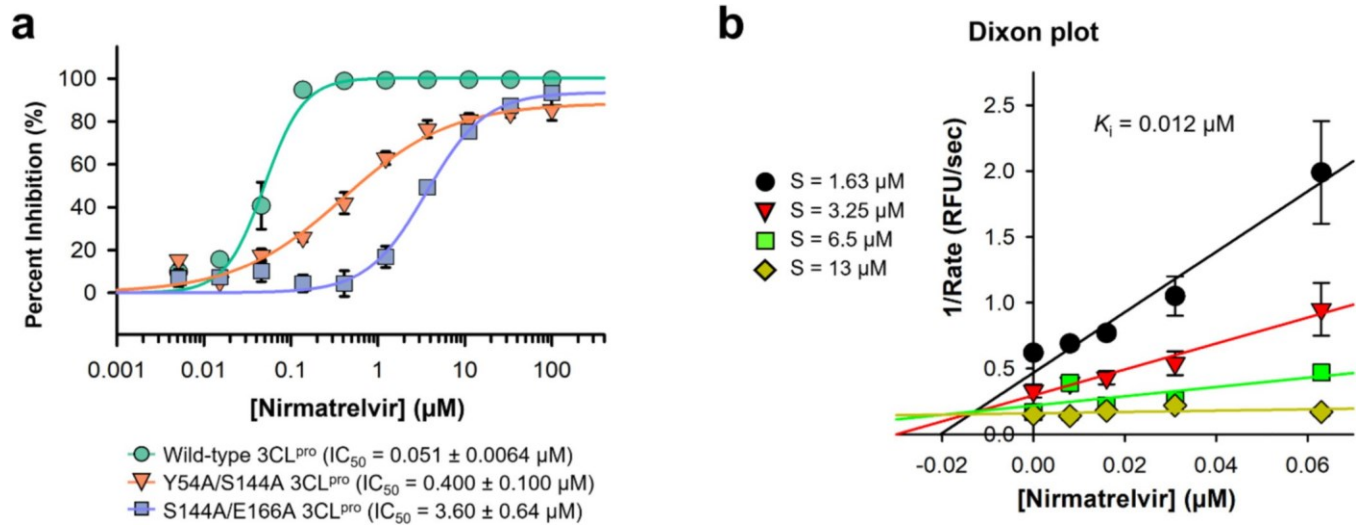 a
Percent Inhibition (%)
100
80
60
40
20
0
0.001 0.01 0.1 1 10 100
[Nirmatrelvir] (µM)
Wild-type 3CLᵖʳᵒ (IC₅₀ = 0.051 ± 0.0064 µM)
Y54A/S144A 3CLᵖʳᵒ (IC₅₀ = 0.400 ± 0.100 µM)
S144A/E166A 3CLᵖʳᵒ (IC₅₀ = 3.60 ± 0.64 µM)
b
Dixon plot
Kᵢ = 0.012 µM
S = 1.63 µM
S = 3.25 µM
S = 6.5 µM
S = 13 µM
1/Rate (RFU/sec)
2.5
2.0
1.5
1.0
0.5
0.0
-0.02 0.00 0.02 0.04 0.06
[Nirmatrelvir] (µM)